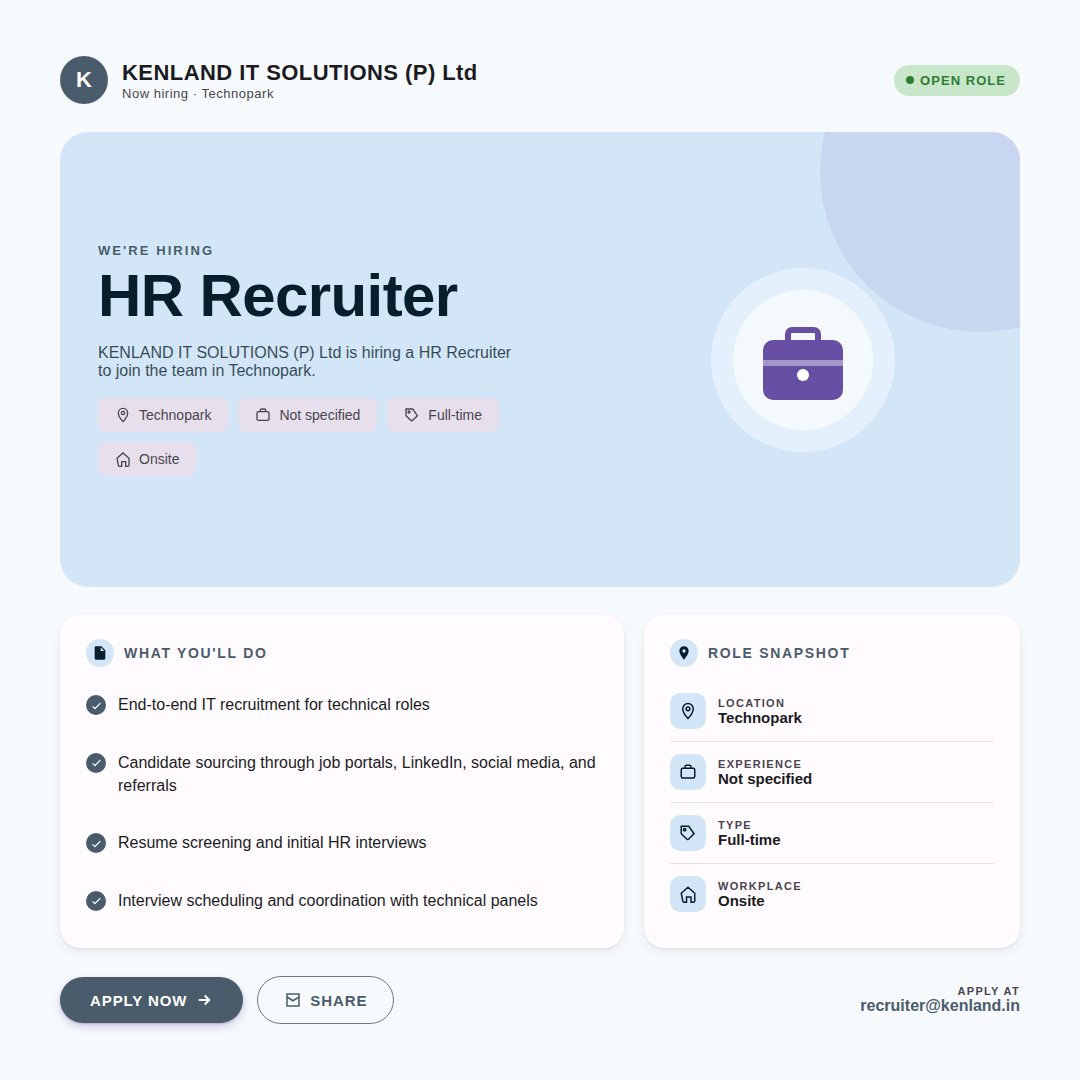 K
KENLAND IT SOLUTIONS (P) Ltd
Now hiring · Technopark
OPEN ROLE
WE'RE HIRING
HR Recruiter
KENLAND IT SOLUTIONS (P) Ltd is hiring a HR Recruiter
to join the team in Technopark.
Technopark
Not specified
Full-time
Onsite
WHAT YOU'LL DO
End-to-end IT recruitment for technical roles
Candidate sourcing through job portals, LinkedIn, social media, and
referrals
Resume screening and initial HR interviews
Interview scheduling and coordination with technical panels
ROLE SNAPSHOT
LOCATION
Technopark
EXPERIENCE
Not specified
TYPE
Full-time
WORKPLACE
Onsite
APPLY NOW
SHARE
APPLY AT
recruiter@kenland.in